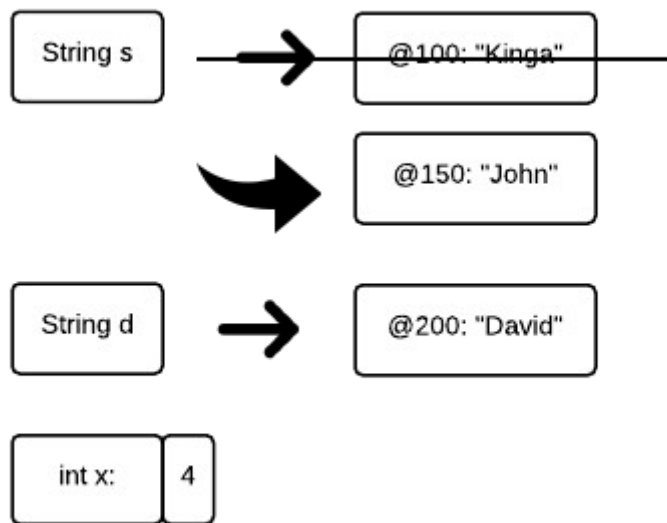 String s
@100: "Kinga"
@150: "John"
String d
@200: "David"
int x:
4